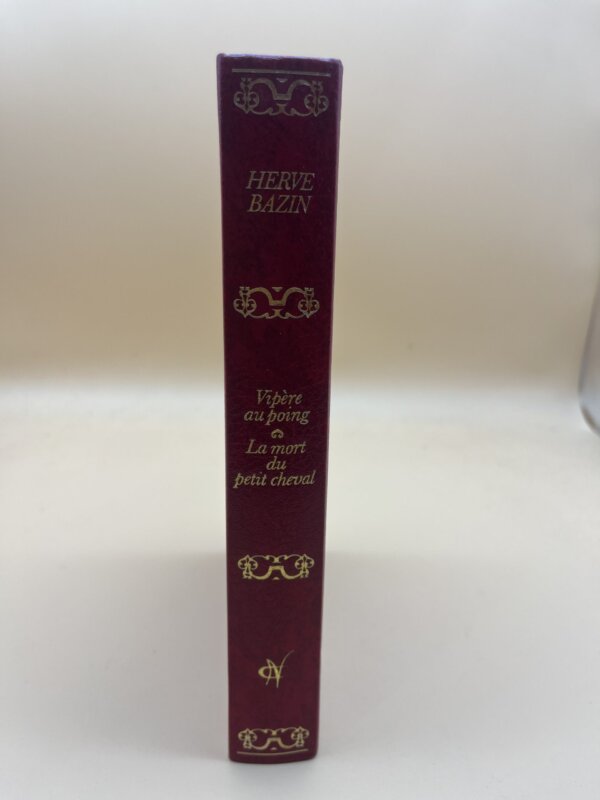 HERVE
BAZIN
Vipère
au poing
La mort
du
petit cheval